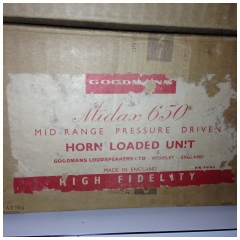 GOODMANS
Midax 650
MID-RANGE PRESSURE DRIVEN
HORN LOADED UNIT
GOODMANS LOUDSPEAKERS LTD WEMBLEY ENGLAND
MADE IN ENGLAND
HIGH FIDELITY